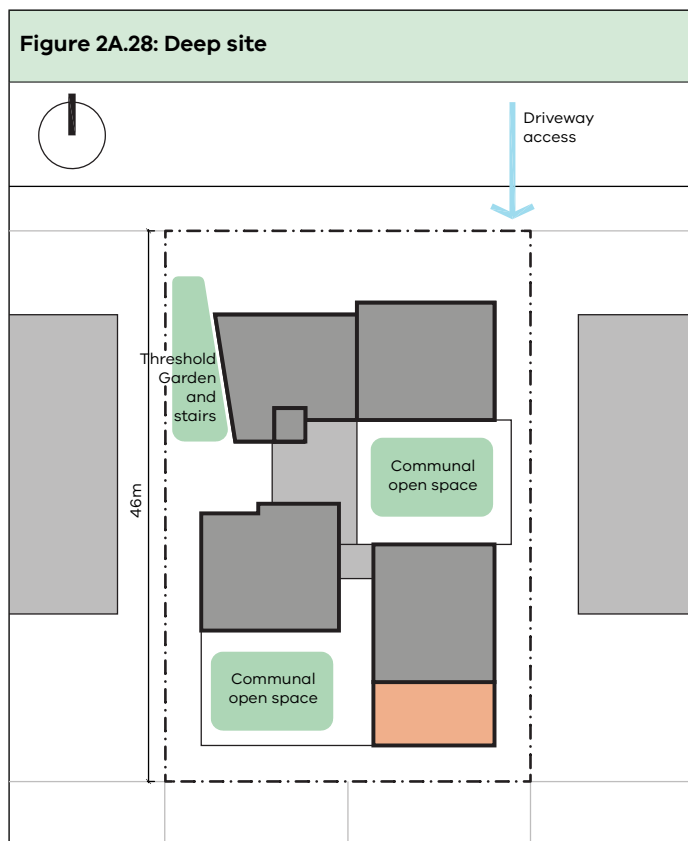 Figure 2A.28: Deep site
Driveway
access
Threshold
Garden
and
stairs
Communal
open space
46m
Communal
open space